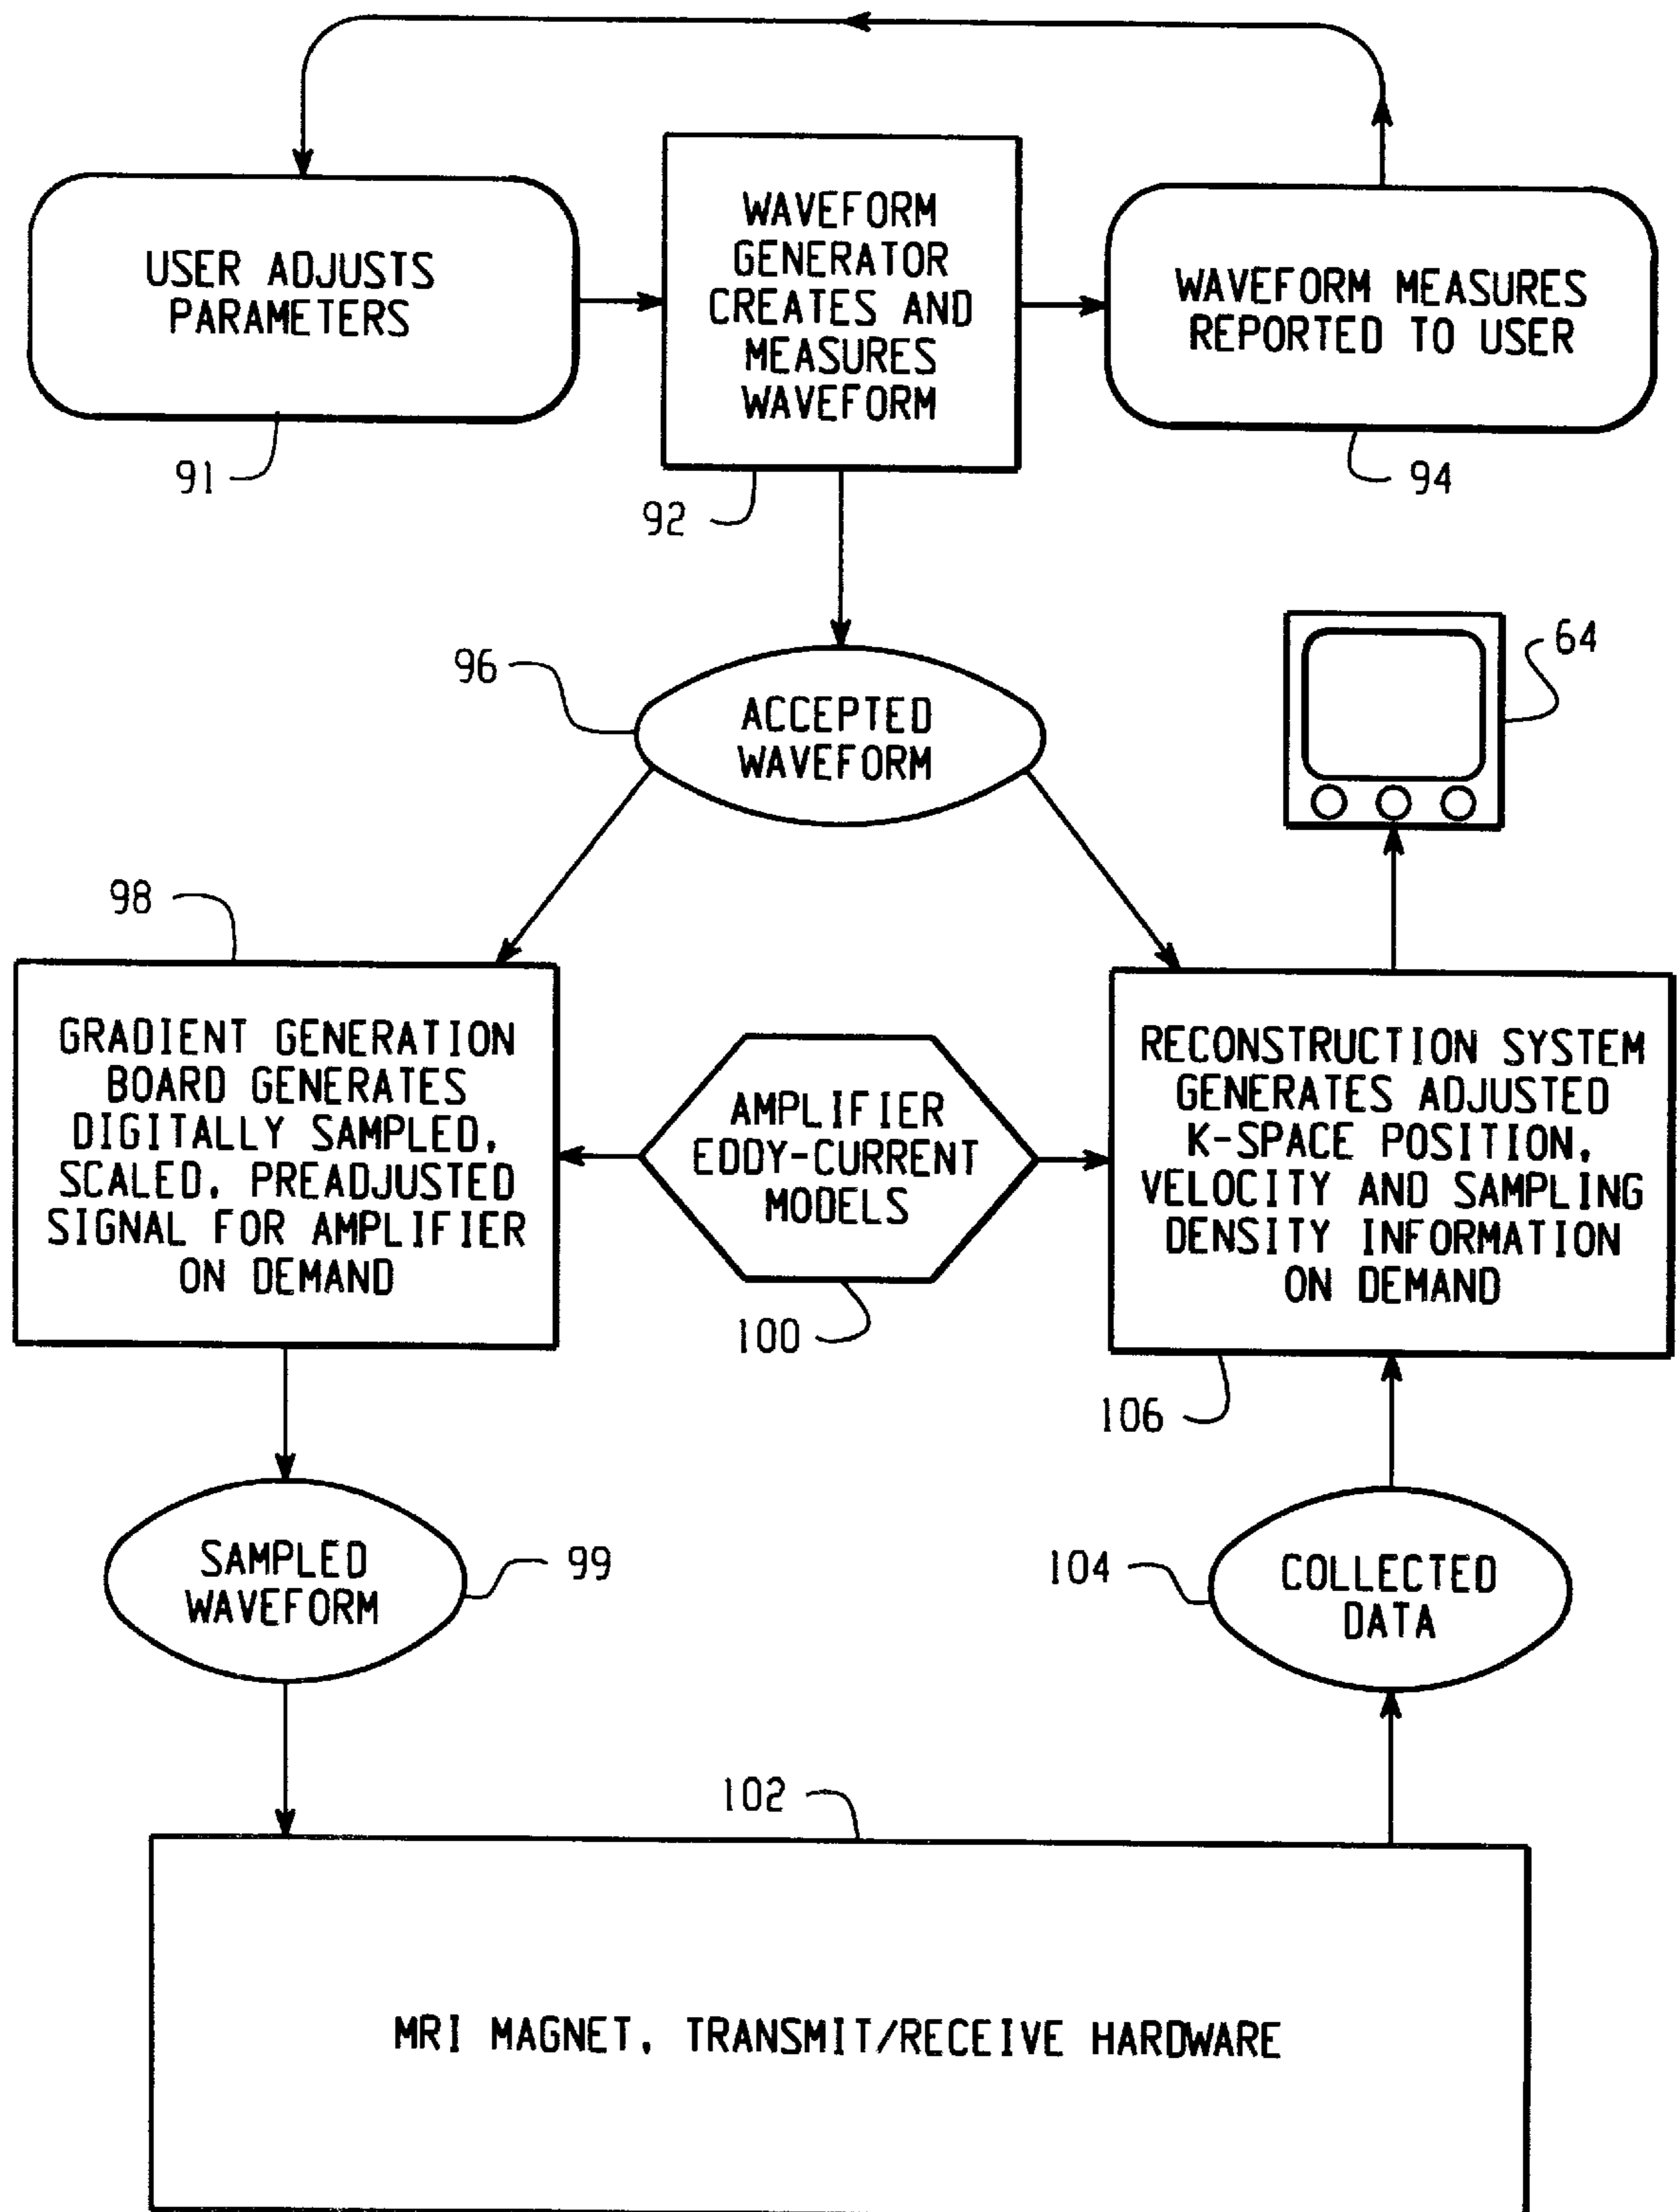 USER ADJUSTS
PARAMETERS
91
WAVEFORM
GENERATOR
CREATES AND
MEASURES
WAVEFORM
92
WAVEFORM MEASURES
REPORTED TO USER
94
96
ACCEPTED
WAVEFORM
64
98
GRADIENT GENERATION
BOARD GENERATES
DIGITALLY SAMPLED,
SCALED, PREADJUSTED
SIGNAL FOR AMPLIFIER
ON DEMAND
AMPLIFIER
EDDY-CURRENT
MODELS
100
RECONSTRUCTION SYSTEM
GENERATES ADJUSTED
K-SPACE POSITION,
VELOCITY AND SAMPLING
DENSITY INFORMATION
ON DEMAND
106
SAMPLED
WAVEFORM
99
104
COLLECTED
DATA
102
MRI MAGNET, TRANSMIT/RECEIVE HARDWARE